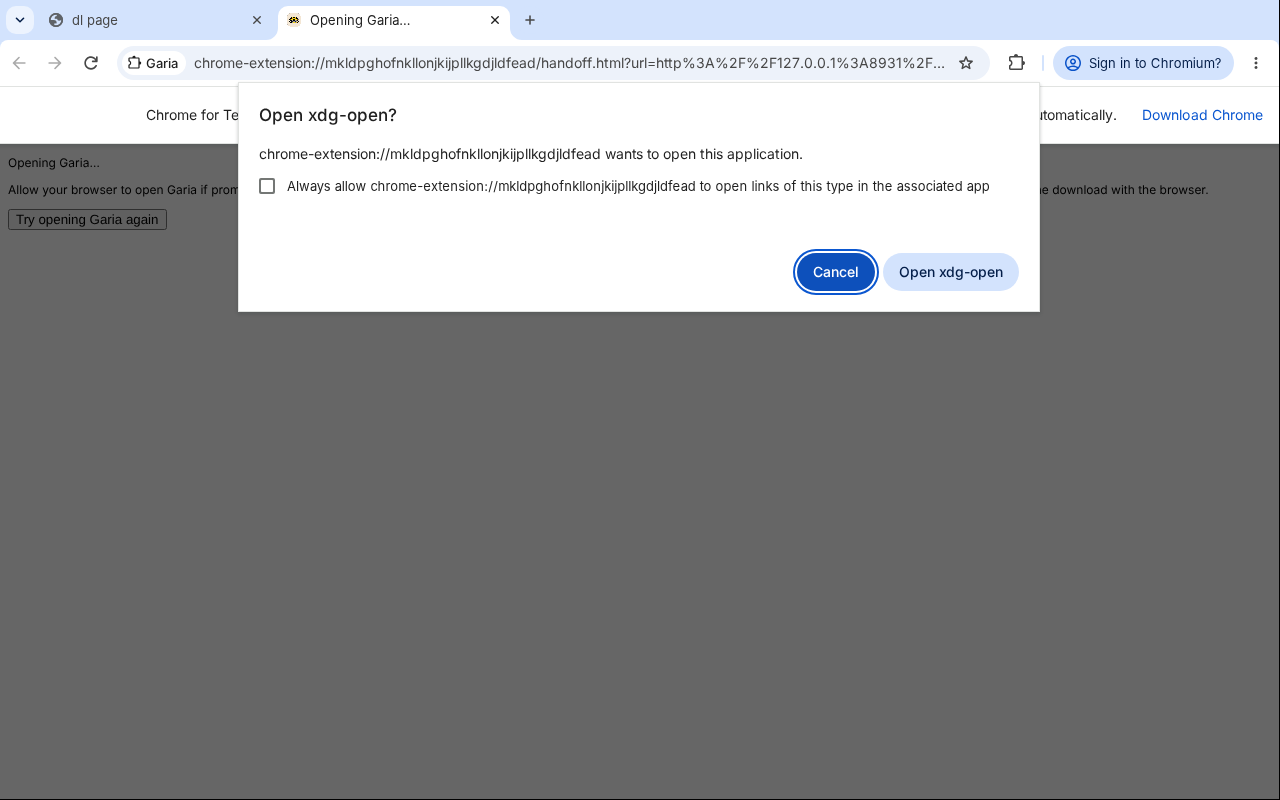 dl page
Opening Garia...
Garia
chrome-extension://mkldpghofnkllonjkijpllkgdjldfead/handoff.html?url=http%3A%2F%2F127.0.0.1%3A8931%2F...
Sign in to Chromium?
Chrome for Te
utomatically.
Download Chrome
Open xdg-open?
chrome-extension://mkldpghofnkllonjkijpllkgdjldfead wants to open this application.
Always allow chrome-extension://mkldpghofnkllonjkijpllkgdjldfead to open links of this type in the associated app
Cancel
Open xdg-open
Opening Garia...
Allow your browser to open Garia if prom
e download with the browser.
Try opening Garia again